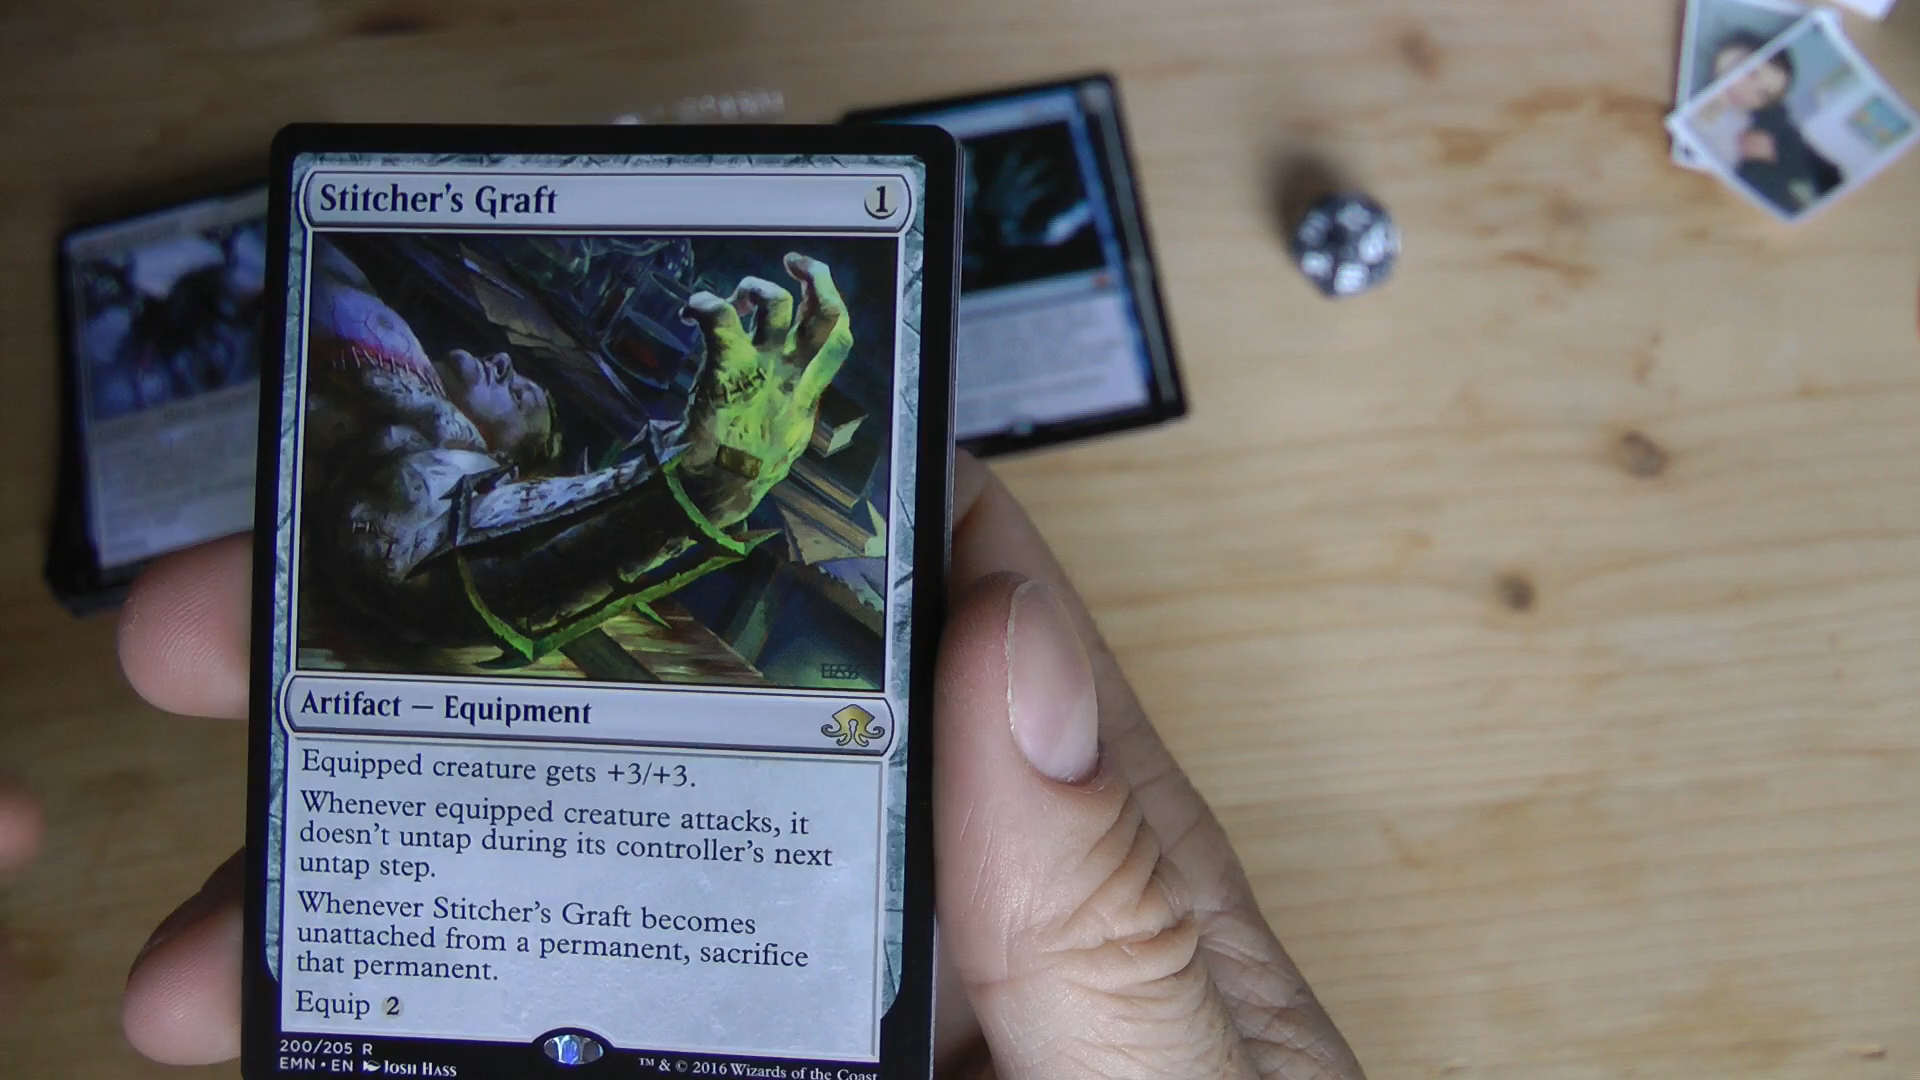 Stitcher's Graft 1
Artifact — Equipment
Equipped creature gets +3/+3.
Whenever equipped creature attacks, it
doesn't untap during its controller's next
untap step.
Whenever Stitcher's Graft becomes
unattached from a permanent, sacrifice
that permanent.
Equip 2
200/205 R
EMN • EN Josh Hass
™ & © 2016 Wizards of the Coast